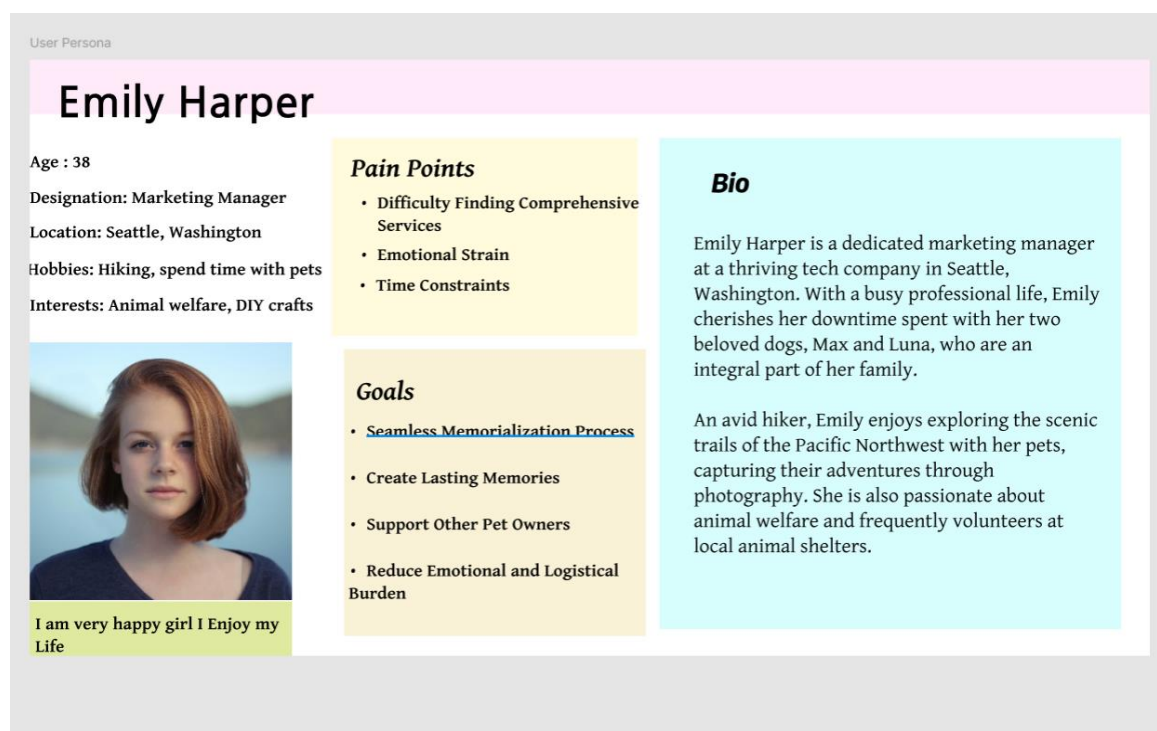 User Persona
Emily Harper
Age : 38
Designation: Marketing Manager
Location: Seattle, Washington
Hobbies: Hiking, spend time with pets
Interests: Animal welfare, DIY crafts
I am very happy girl I Enjoy my
Life
Pain Points
• Difficulty Finding Comprehensive
Services
• Emotional Strain
• Time Constraints
Goals
• Seamless Memorialization Process
• Create Lasting Memories
• Support Other Pet Owners
• Reduce Emotional and Logistical
Burden
Bio
Emily Harper is a dedicated marketing manager
at a thriving tech company in Seattle,
Washington. With a busy professional life, Emily
cherishes her downtime spent with her two
beloved dogs, Max and Luna, who are an
integral part of her family.
An avid hiker, Emily enjoys exploring the scenic
trails of the Pacific Northwest with her pets,
capturing their adventures through
photography. She is also passionate about
animal welfare and frequently volunteers at
local animal shelters.